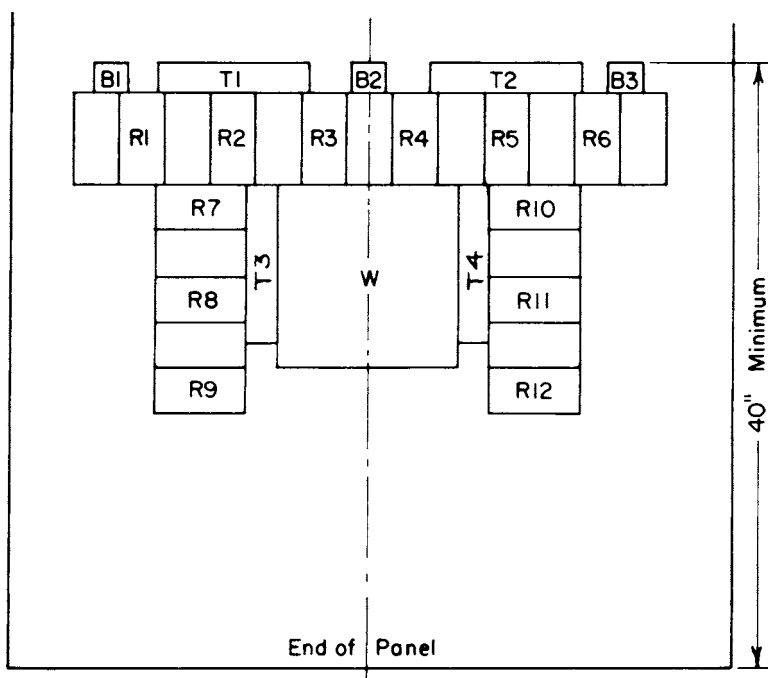 B1 T1 B2 T2 B3
R1 R2 R3 R4 R5 R6
R7 T3 W T4 R10
R8 R11
R9 R12
40" Minimum
End of Panel